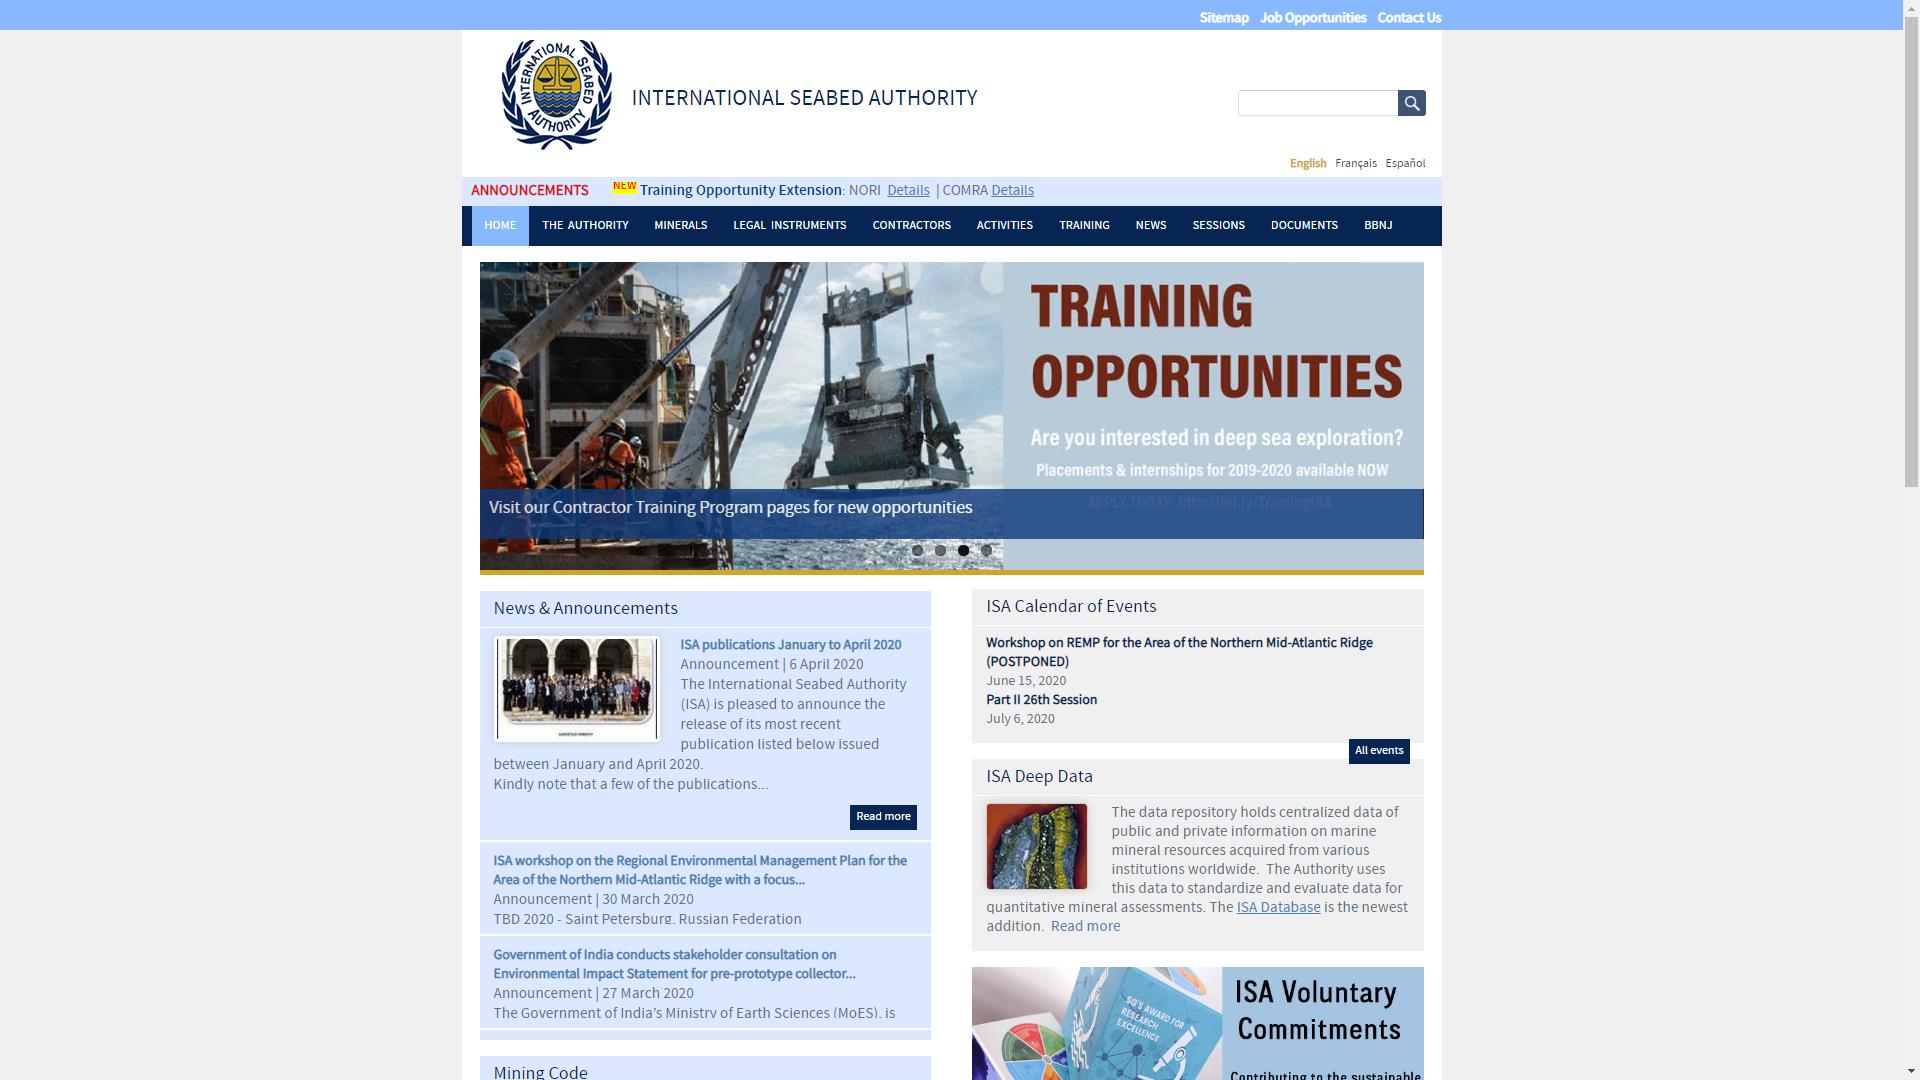 Sitemap Job Opportunities Contact Us
INTERNATIONAL SEABED AUTHORITY
INTERNATIONAL SEABED AUTHORITY
English Français Español
ANNOUNCEMENTS NEW Training Opportunity Extension: NORI Details | COMRA Details
HOME THE AUTHORITY MINERALS LEGAL INSTRUMENTS CONTRACTORS ACTIVITIES TRAINING NEWS SESSIONS DOCUMENTS BBNJ
TRAINING
OPPORTUNITIES
Are you interested in deep sea exploration?
Placements & internships for 2019-2020 available NOW
APPLY TODAY: http://bit.ly/TrainingISA
Visit our Contractor Training Program pages for new opportunities
News & Announcements
ISA publications January to April 2020
Announcement | 6 April 2020
The International Seabed Authority
(ISA) is pleased to announce the
release of its most recent
publication listed below issued
between January and April 2020.
Kindly note that a few of the publications...
Read more
ISA workshop on the Regional Environmental Management Plan for the
Area of the Northern Mid-Atlantic Ridge with a focus...
Announcement | 30 March 2020
TBD 2020 - Saint Petersburg, Russian Federation
Government of India conducts stakeholder consultation on
Environmental Impact Statement for pre-prototype collector...
Announcement | 27 March 2020
The Government of India's Ministry of Earth Sciences (MoES), is
Mining Code
ISA Calendar of Events
Workshop on REMP for the Area of the Northern Mid-Atlantic Ridge
(POSTPONED)
June 15, 2020
Part II 26th Session
July 6, 2020
All events
ISA Deep Data
The data repository holds centralized data of
public and private information on marine
mineral resources acquired from various
institutions worldwide. The Authority uses
this data to standardize and evaluate data for
quantitative mineral assessments. The ISA Database is the newest
addition. Read more
SG'S AWARD FOR
RESEARCH
EXCELLENCE
ISA Voluntary
Commitments
Contributing to the sustainable